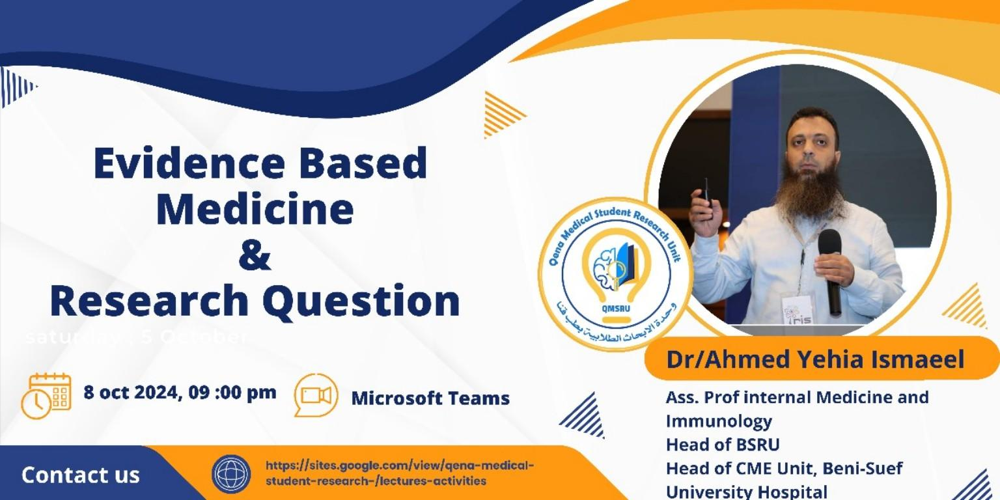 Evidence Based
Medicine
&
Research Question
saturday, 5 October
8 oct 2024, 09 :00 pm
Microsoft Teams
Contact us
https://sites.google.com/view/qena-medical-
student-research-/lectures-activities
Qena Medical Student Research Unit
QMSRU
وحدة الابحاث الطلابية بطب قنا
ris
Dr/Ahmed Yehia Ismaeel
Ass. Prof internal Medicine and
Immunology
Head of BSRU
Head of CME Unit, Beni-Suef
University Hospital